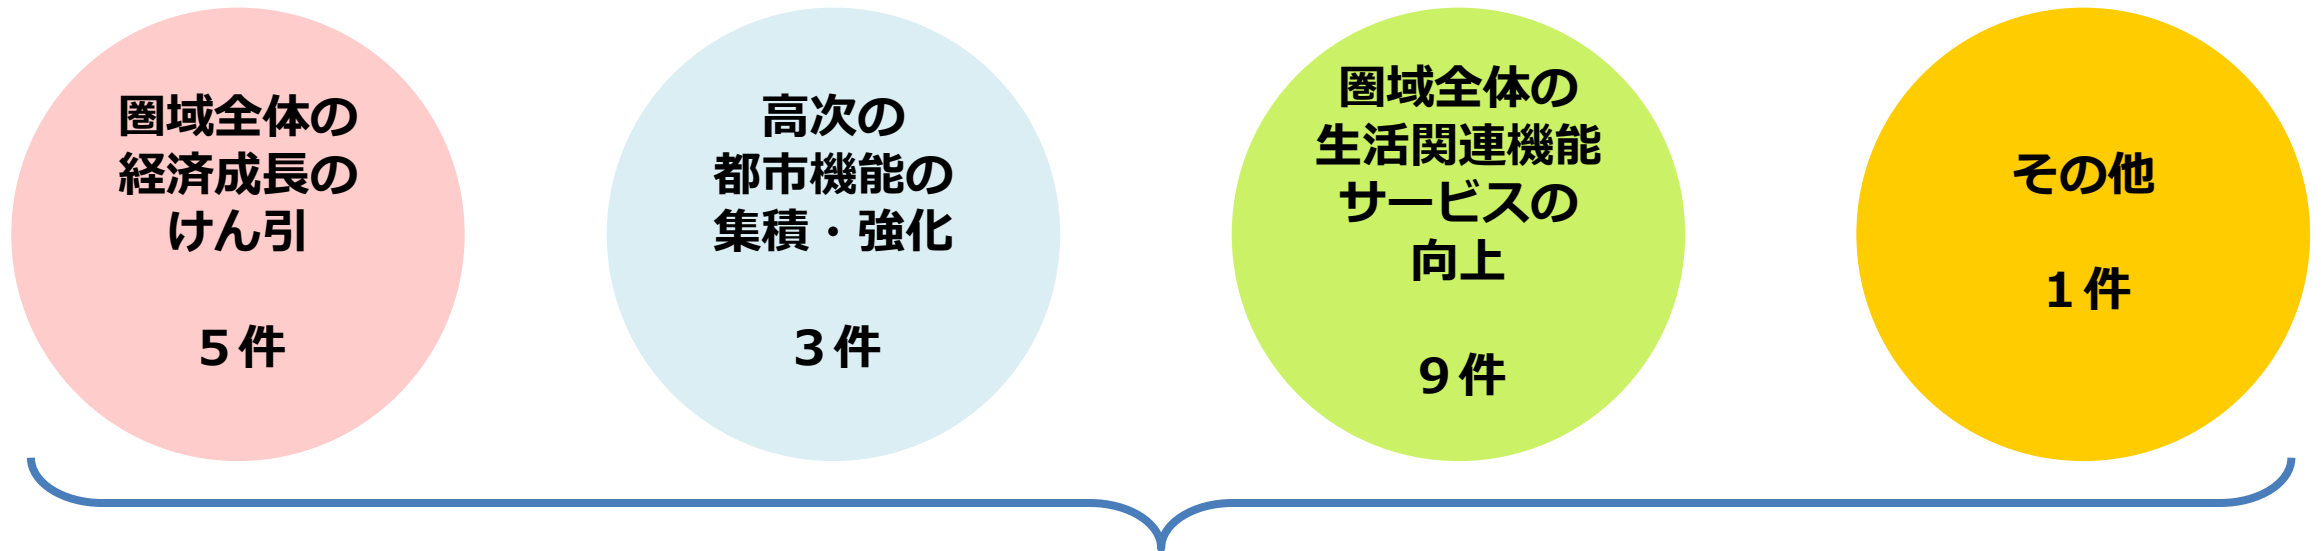 圏域全体の
経済成長の
けん引
５件
高次の
都市機能の
集積・強化
３件
圏域全体の
生活関連機能
サービスの
向上
９件
その他
１件